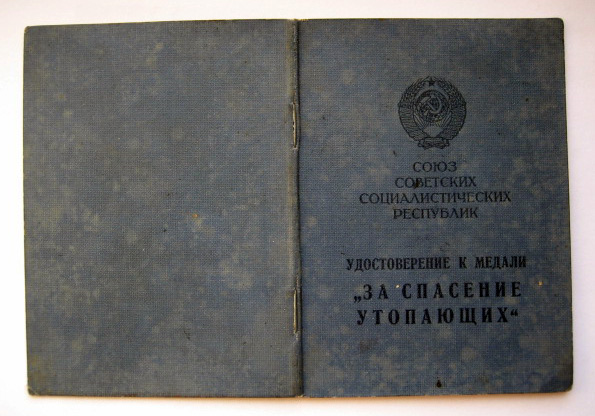 СОЮЗ
СОВЕТСКИХ
СОЦИАЛИСТИЧЕСКИХ
РЕСПУБЛИК
УДОСТОВЕРЕНИЕ К МЕДАЛИ
„ЗА СПАСЕНИЕ
УТОПАЮЩИХ“